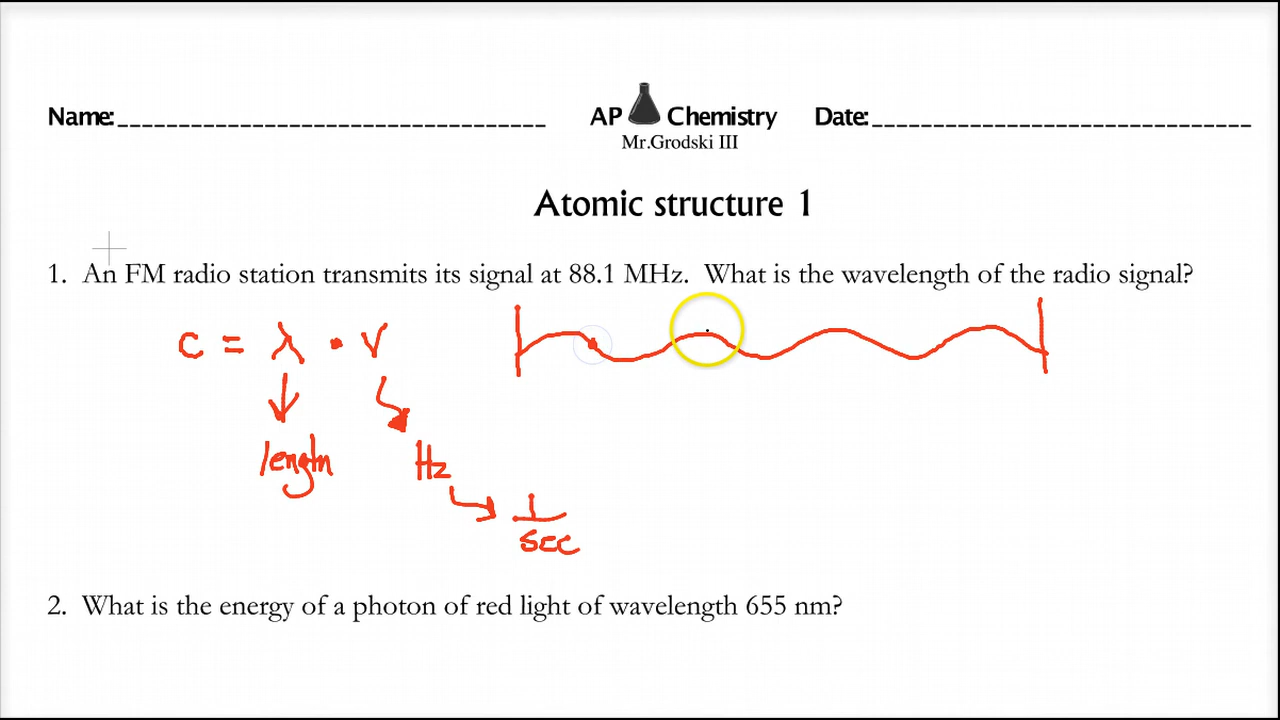 Name:_________________________________ AP Chemistry Date:_____________________________
Mr.Grodski III
Atomic structure 1
1. An FM radio station transmits its signal at 88.1 MHz. What is the wavelength of the radio signal?
c = λ • ν
length
Hz
1
sec
2. What is the energy of a photon of red light of wavelength 655 nm?